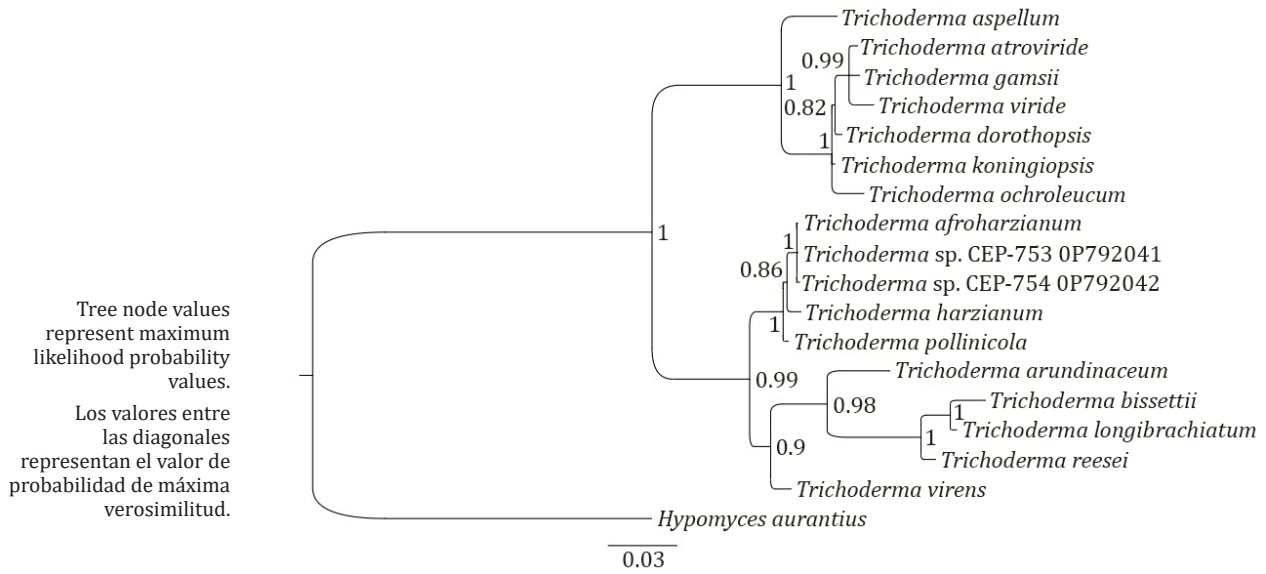 Trichoderma aspellum
Trichoderma atroviride
0.99
Trichoderma gamsii
1
Trichoderma viride
0.82
Trichoderma dorothopsis
1
Trichoderma koningiopsis
Trichoderma ochroleucum
Trichoderma afroharzianum
1
1
Trichoderma sp. CEP-753 0P792041
0.86
Trichoderma sp. CEP-754 0P792042
Trichoderma harzianum
1
Trichoderma pollinicola
Trichoderma arundinaceum
0.99
Trichoderma bissettii
0.98
1
Trichoderma longibrachiatum
1
0.9
Trichoderma reesei
Trichoderma virens
Hypomyces aurantius
0.03
Tree node values
represent maximum
likelihood probability
values.
Los valores entre
las diagonales
representan el valor de
probabilidad de máxima
verosimilitud.